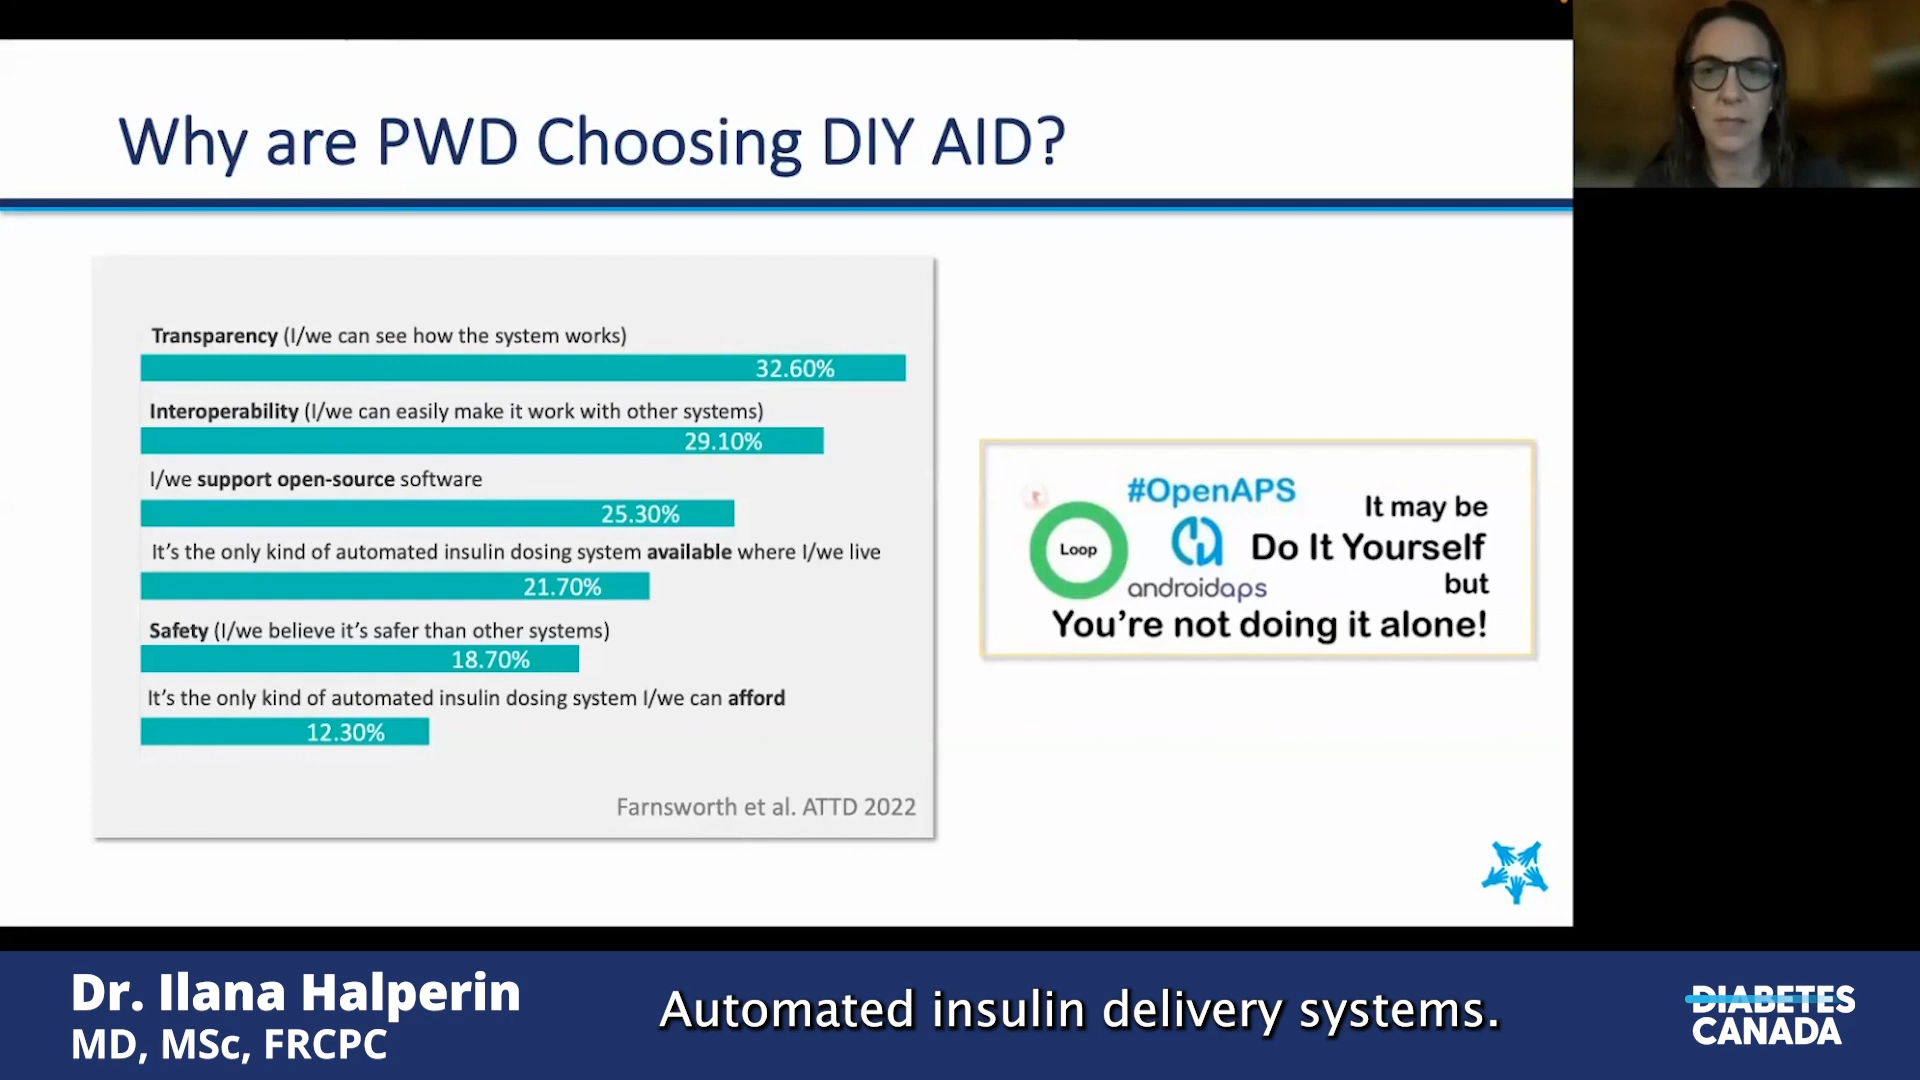 Why are PWD Choosing DIY AID?
Transparency (I/we can see how the system works)
32.60%
Interoperability (I/we can easily make it work with other systems)
29.10%
I/we support open-source software
25.30%
It's the only kind of automated insulin dosing system available where I/we live
21.70%
Safety (I/we believe it's safer than other systems)
18.70%
It's the only kind of automated insulin dosing system I/we can afford
12.30%
Farnsworth et al. ATTD 2022
#OpenAPS
Loop
androidaps
It may be
Do It Yourself
but
You're not doing it alone!
Dr. Ilana Halperin
MD, MSc, FRCPC
Automated insulin delivery systems.
DIABETES
CANADA